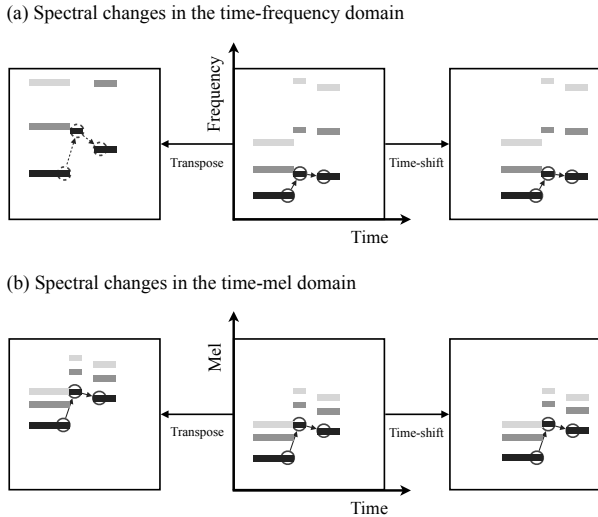 (a) Spectral changes in the time-frequency domain
Frequency
Transpose
Time-shift
Time
(b) Spectral changes in the time-mel domain
Mel
Transpose
Time-shift
Time